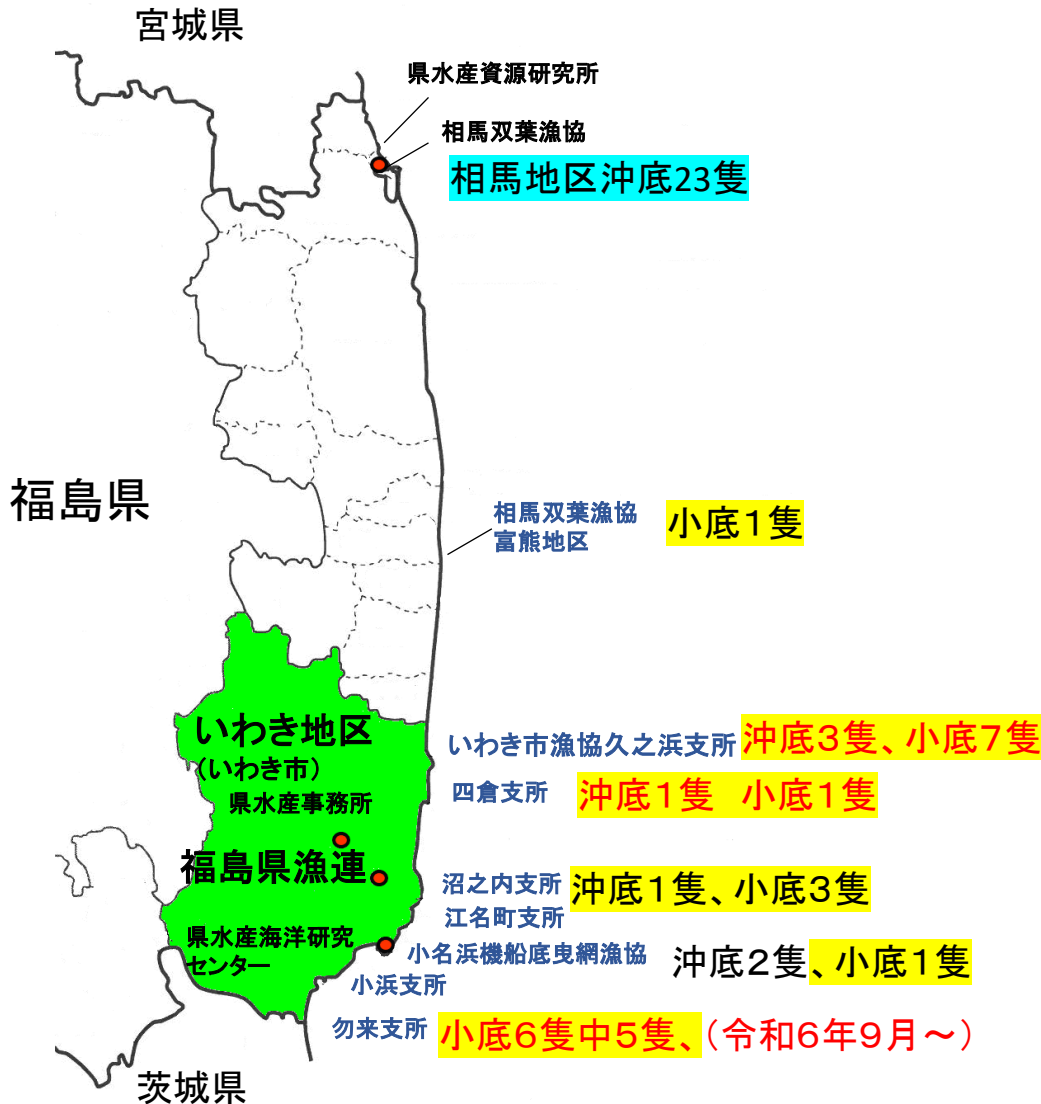 宮城県
県水産資源研究所
相馬双葉漁協
相馬地区沖底23隻
福島県
相馬双葉漁協
富熊地区
小底１隻
いわき地区
（いわき市）
県水産事務所
福島県漁連
県水産海洋研究
センター
いわき市漁協久之浜支所
沖底３隻、小底７隻
四倉支所
沖底１隻　小底１隻
沼之内支所
沖底１隻、小底３隻
江名町支所
小名浜機船底曳網漁協
沖底２隻、小底１隻
小浜支所
勿来支所
小底６隻中５隻、（令和６年９月～）
茨城県